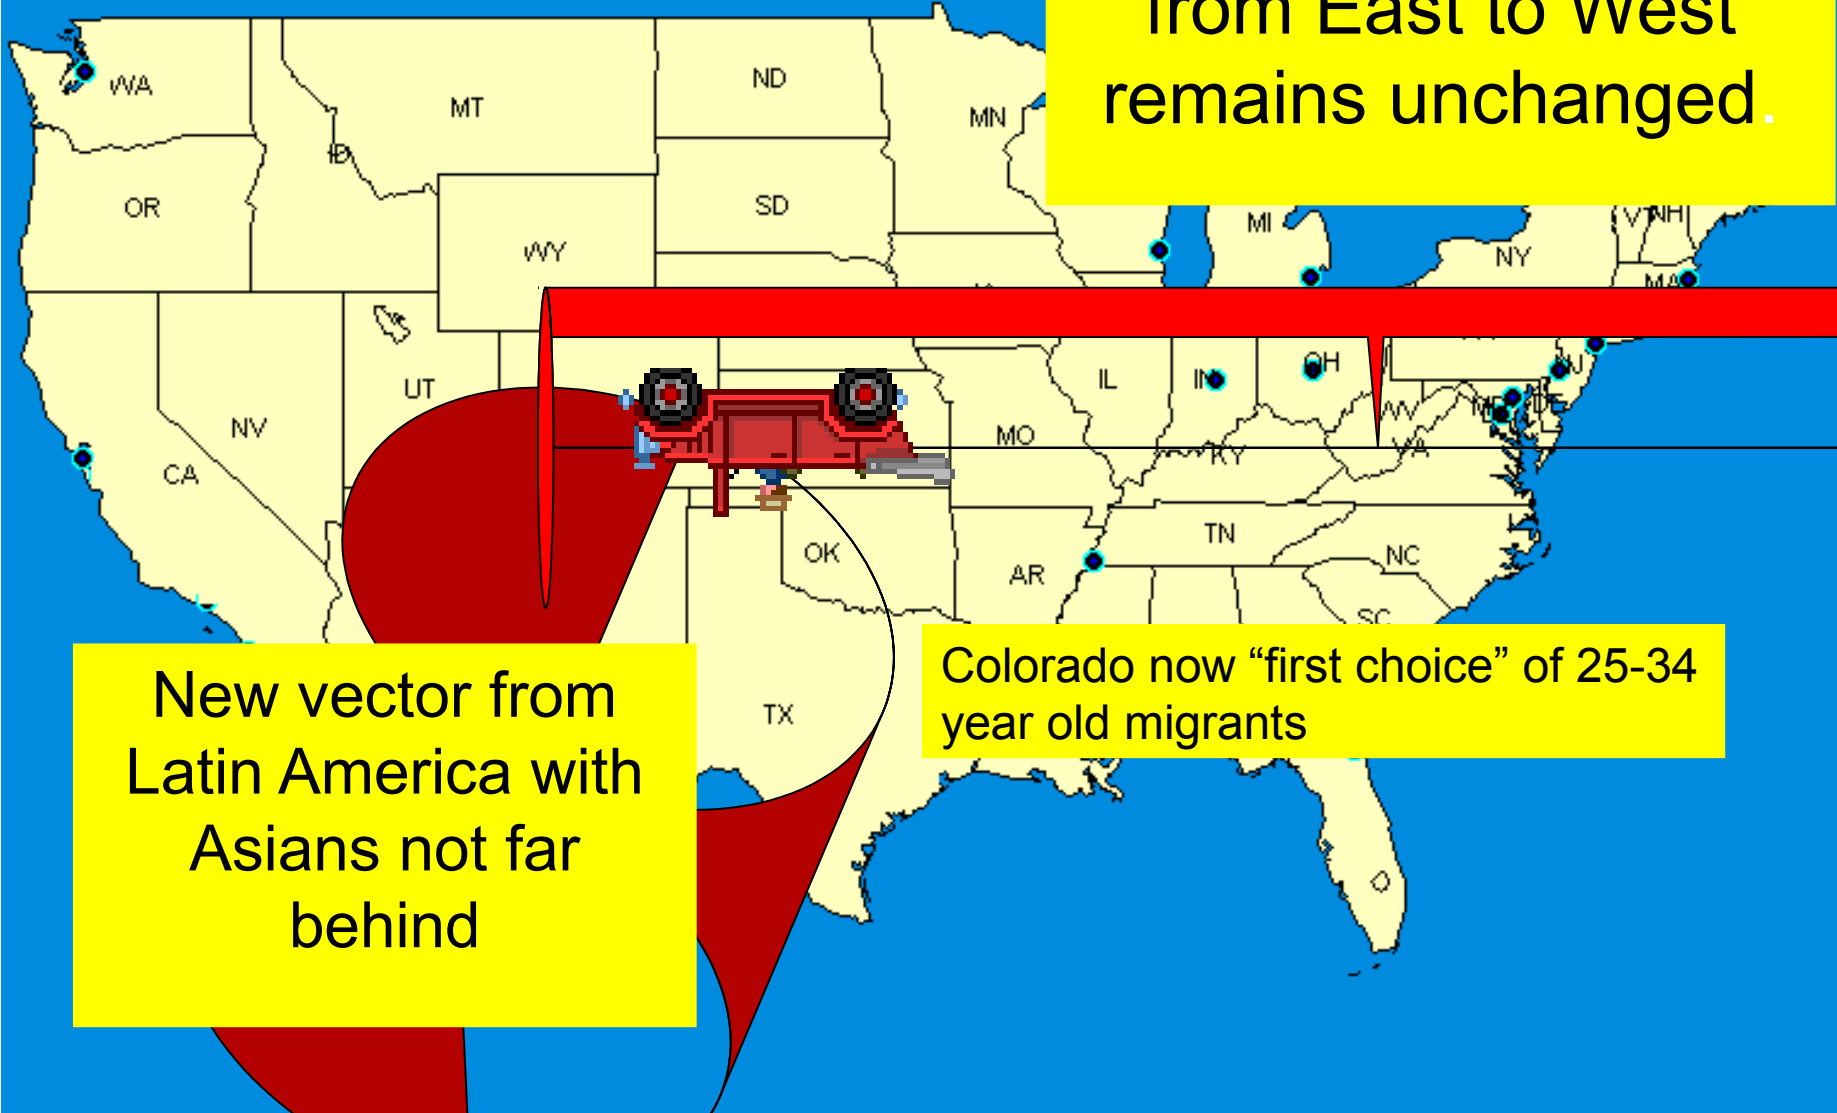 from East to West
remains unchanged.
WA
MT
ND
MN
ID
OR
SD
WY
MI
VT
NH
NY
MA
UT
NV
CA
IL
IN
OH
NJ
MO
KY
VA
DE
OK
AR
TN
NC
SC
TX
New vector from
Latin America with
Asians not far
behind
Colorado now “first choice” of 25-34
year old migrants